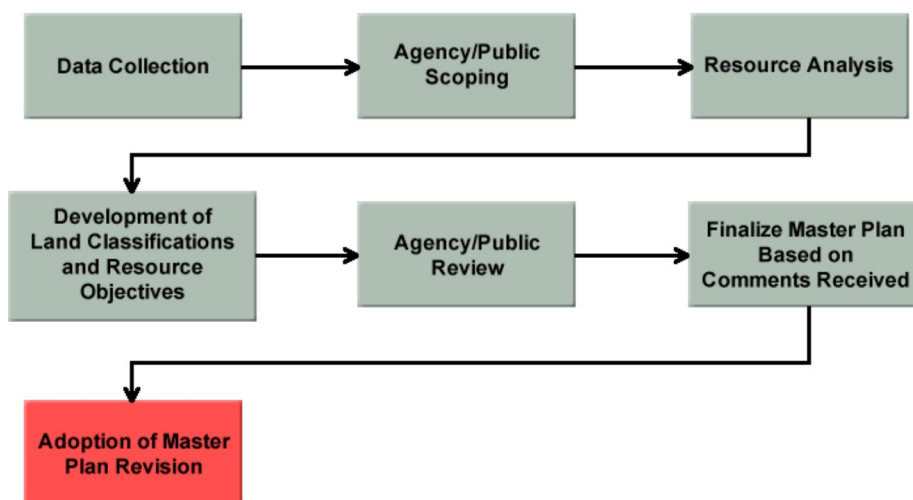 Data Collection
Agency/Public
Scoping
Resource Analysis
Development of
Land Classifications
and Resource
Objectives
Agency/Public
Review
Finalize Master Plan
Based on
Comments Received
Adoption of Master
Plan Revision